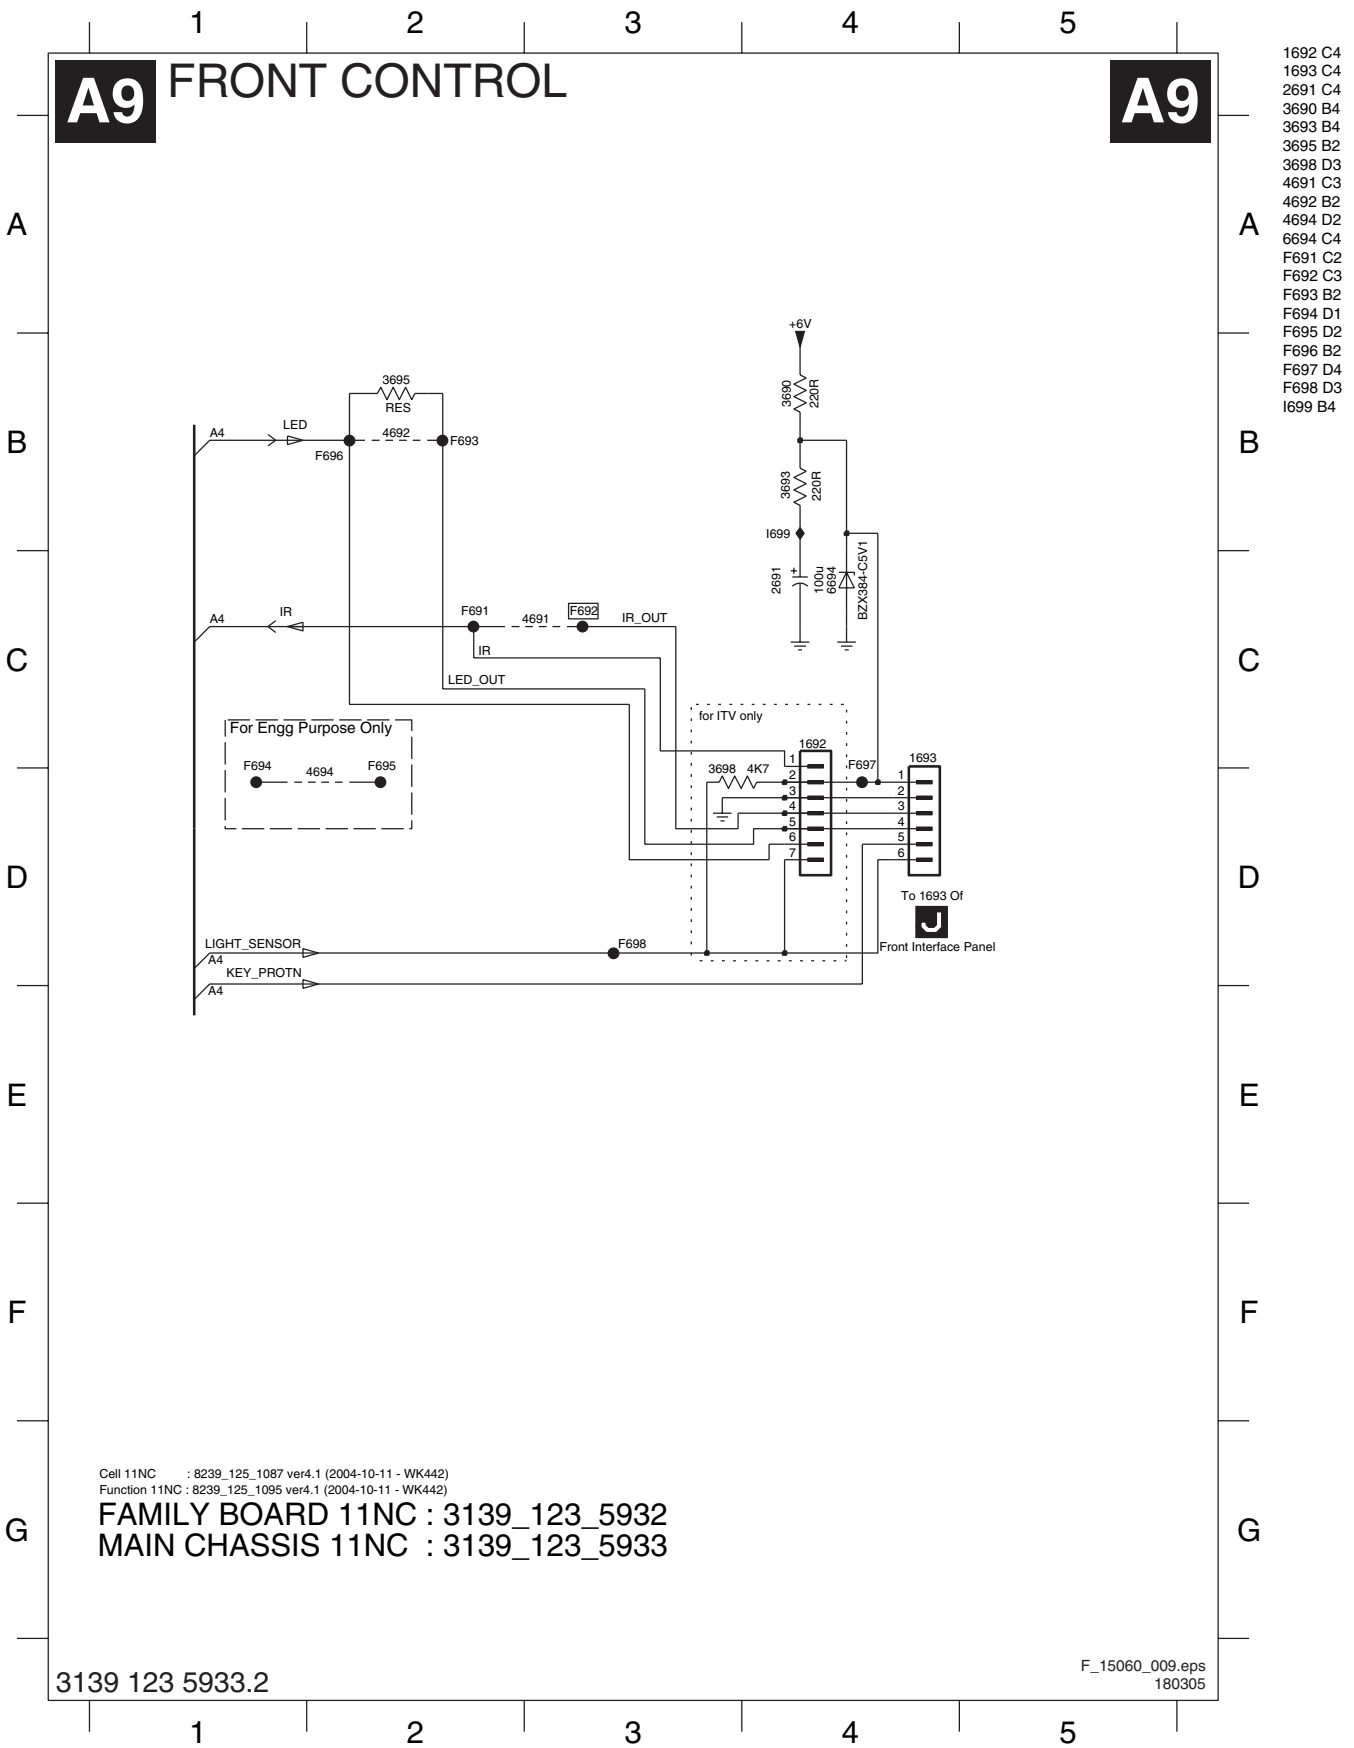 1 2 3 4 5
A9 FRONT CONTROL A9
1692 C4
1693 C4
2691 C4
3690 B4
3693 B4
3695 B2
3698 D3
4691 C3
4692 B2
4694 D2
6694 C4
F691 C2
F692 C3
F693 B2
F694 D1
F695 D2
F696 B2
F697 D4
F698 D3
I699 B4
A A
+6V
3690
220R
3695
RES
B B
A4 LED
4692
F693
F696
3693
220R
I699
2691
100u
6694
BZX384-C5V1
A4 IR
F691 4691 F692 IR_OUT
IR
C C
LED_OUT
For Engg Purpose Only
F694 4694 F695
for ITV only
1692
1693
3698 4K7
F697
1
2
3
4
5
6
7
1
2
3
4
5
6
D D
To 1693 Of
J
Front Interface Panel
LIGHT_SENSOR
A4
F698
KEY_PROTN
A4
E E
F F
Cell 11NC : 8239_125_1087 ver4.1 (2004-10-11 - WK442)
Function 11NC : 8239_125_1095 ver4.1 (2004-10-11 - WK442)
FAMILY BOARD 11NC : 3139_123_5932
MAIN CHASSIS 11NC : 3139_123_5933
G G
3139 123 5933.2
F_15060_009.eps
180305
1 2 3 4 5